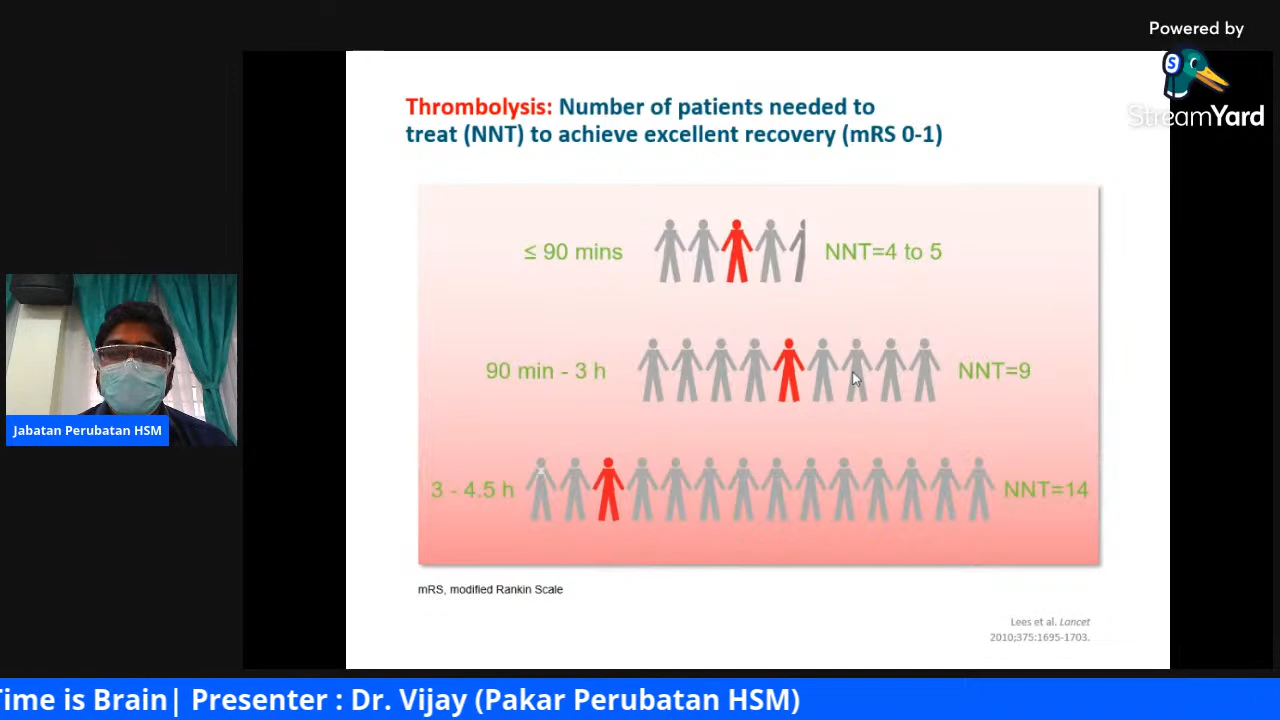 Powered by
StreamYard
Thrombolysis: Number of patients needed to
treat (NNT) to achieve excellent recovery (mRS 0-1)
≤ 90 mins
NNT=4 to 5
90 min - 3 h
NNT=9
3 - 4.5 h
NNT=14
mRS, modified Rankin Scale
Lees et al. Lancet
2010;375:1695-1703.
Jabatan Perubatan HSM
Time is Brain| Presenter : Dr. Vijay (Pakar Perubatan HSM)